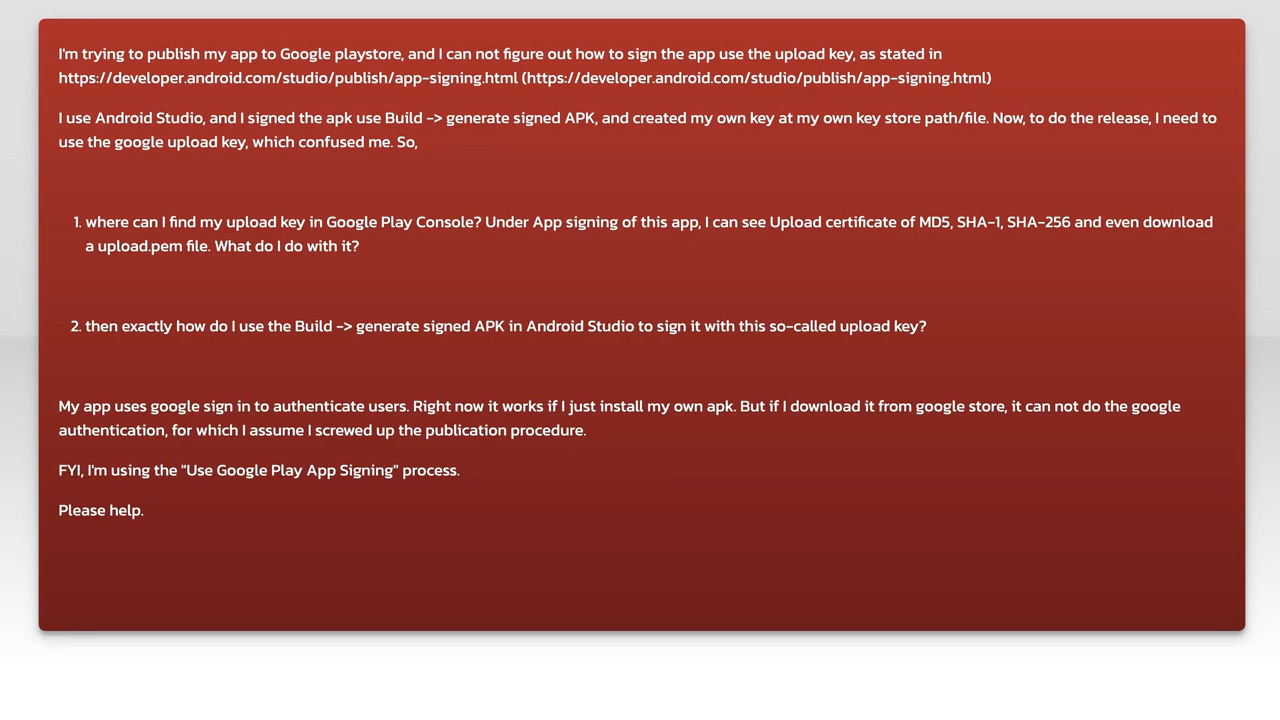 I'm trying to publish my app to Google playstore, and I can not figure out how to sign the app use the upload key, as stated in
https://developer.android.com/studio/publish/app-signing.html (https://developer.android.com/studio/publish/app-signing.html)
I use Android Studio, and I signed the apk use Build -> generate signed APK, and created my own key at my own key store path/file. Now, to do the release, I need to
use the google upload key, which confused me. So,
1. where can I find my upload key in Google Play Console? Under App signing of this app, I can see Upload certificate of MD5, SHA-1, SHA-256 and even download
a upload.pem file. What do I do with it?
2. then exactly how do I use the Build -> generate signed APK in Android Studio to sign it with this so-called upload key?
My app uses google sign in to authenticate users. Right now it works if I just install my own apk. But if I download it from google store, it can not do the google
authentication, for which I assume I screwed up the publication procedure.
FYI, I'm using the "Use Google Play App Signing" process.
Please help.